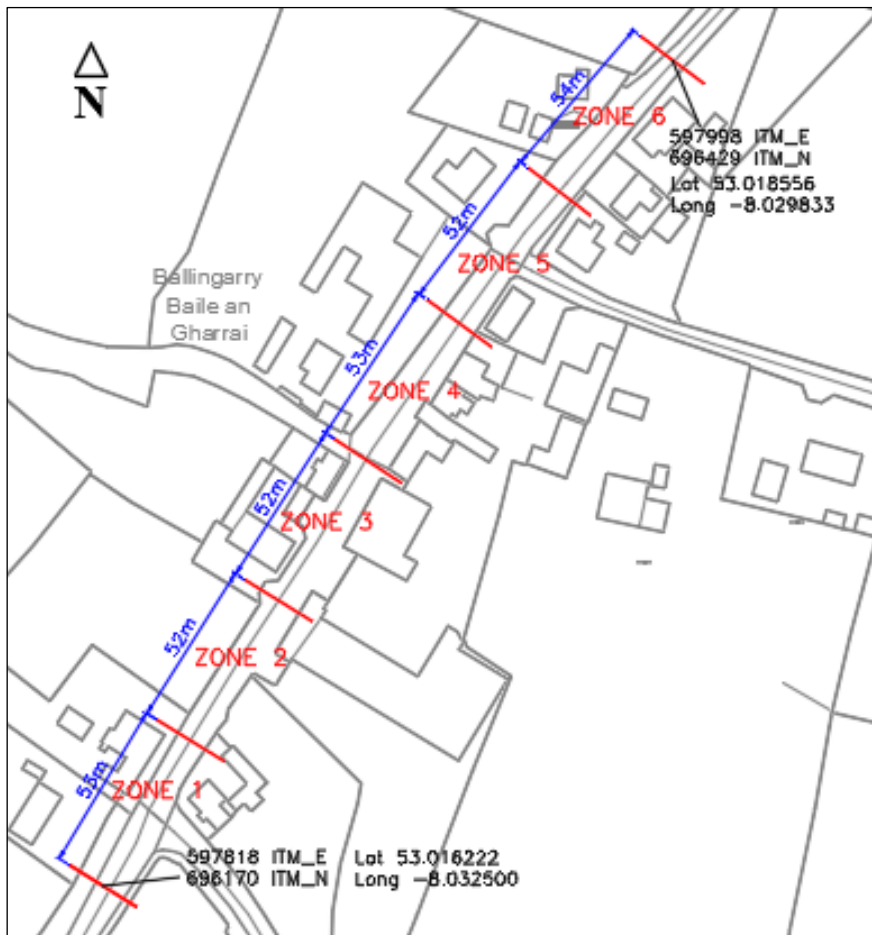 N
54m
ZONE 6
597998 ITM_E
696429 ITM_N
Lat 53.018556
Long -8.029833
52m
ZONE 5
Ballingarry
Baile an
Gharrai
53m
ZONE 4
52m
ZONE 3
52m
ZONE 2
55m
ZONE 1
597818 ITM_E Lat 53.016222
696170 ITM_N Long -8.032500